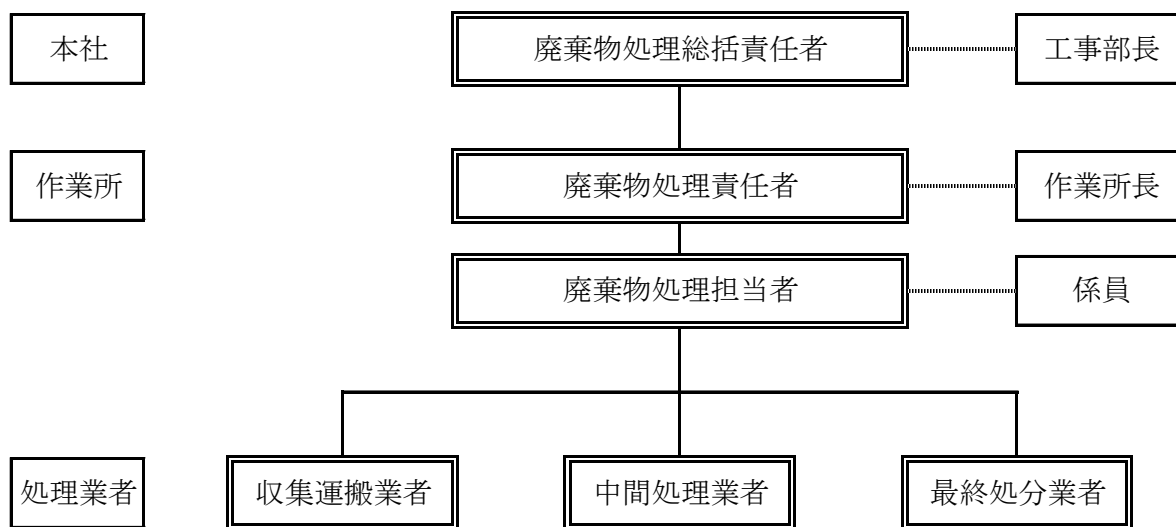 本社
廃棄物処理総括責任者
工事部長
作業所
廃棄物処理責任者
作業所長
廃棄物処理担当者
係員
処理業者
収集運搬業者
中間処理業者
最終処分業者